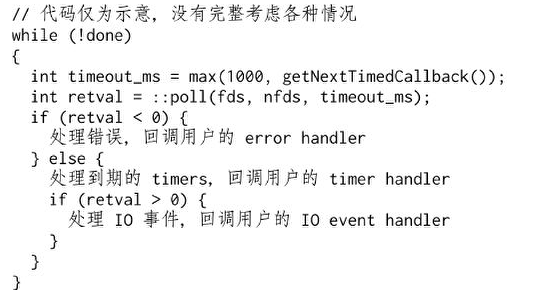 // 代码仅为示意，没有完整考虑各种情况
while (!done)
{
  int timeout_ms = max(1000, getNextTimedCallback());
  int retval = ::poll(fds, nfds, timeout_ms);
  if (retval < 0) {
    处理错误，回调用户的 error handler
  } else {
    处理到期的 timers，回调用户的 timer handler
    if (retval > 0) {
      处理 IO 事件，回调用户的 IO event handler
    }
  }
}